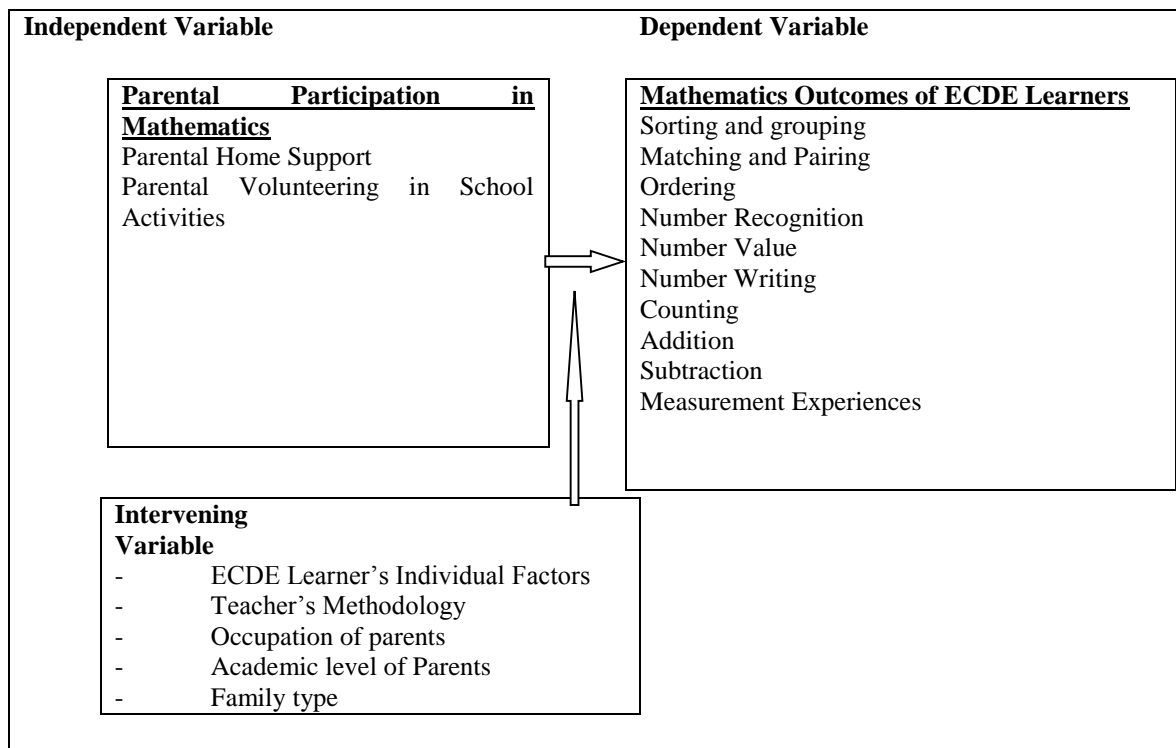 Independent Variable
Dependent Variable
Parental Participation in
Mathematics
Parental Home Support
Parental Volunteering in School
Activities
Mathematics Outcomes of ECDE Learners
Sorting and grouping
Matching and Pairing
Ordering
Number Recognition
Number Value
Number Writing
Counting
Addition
Subtraction
Measurement Experiences
Intervening
Variable
- ECDE Learner’s Individual Factors
- Teacher’s Methodology
- Occupation of parents
- Academic level of Parents
- Family type